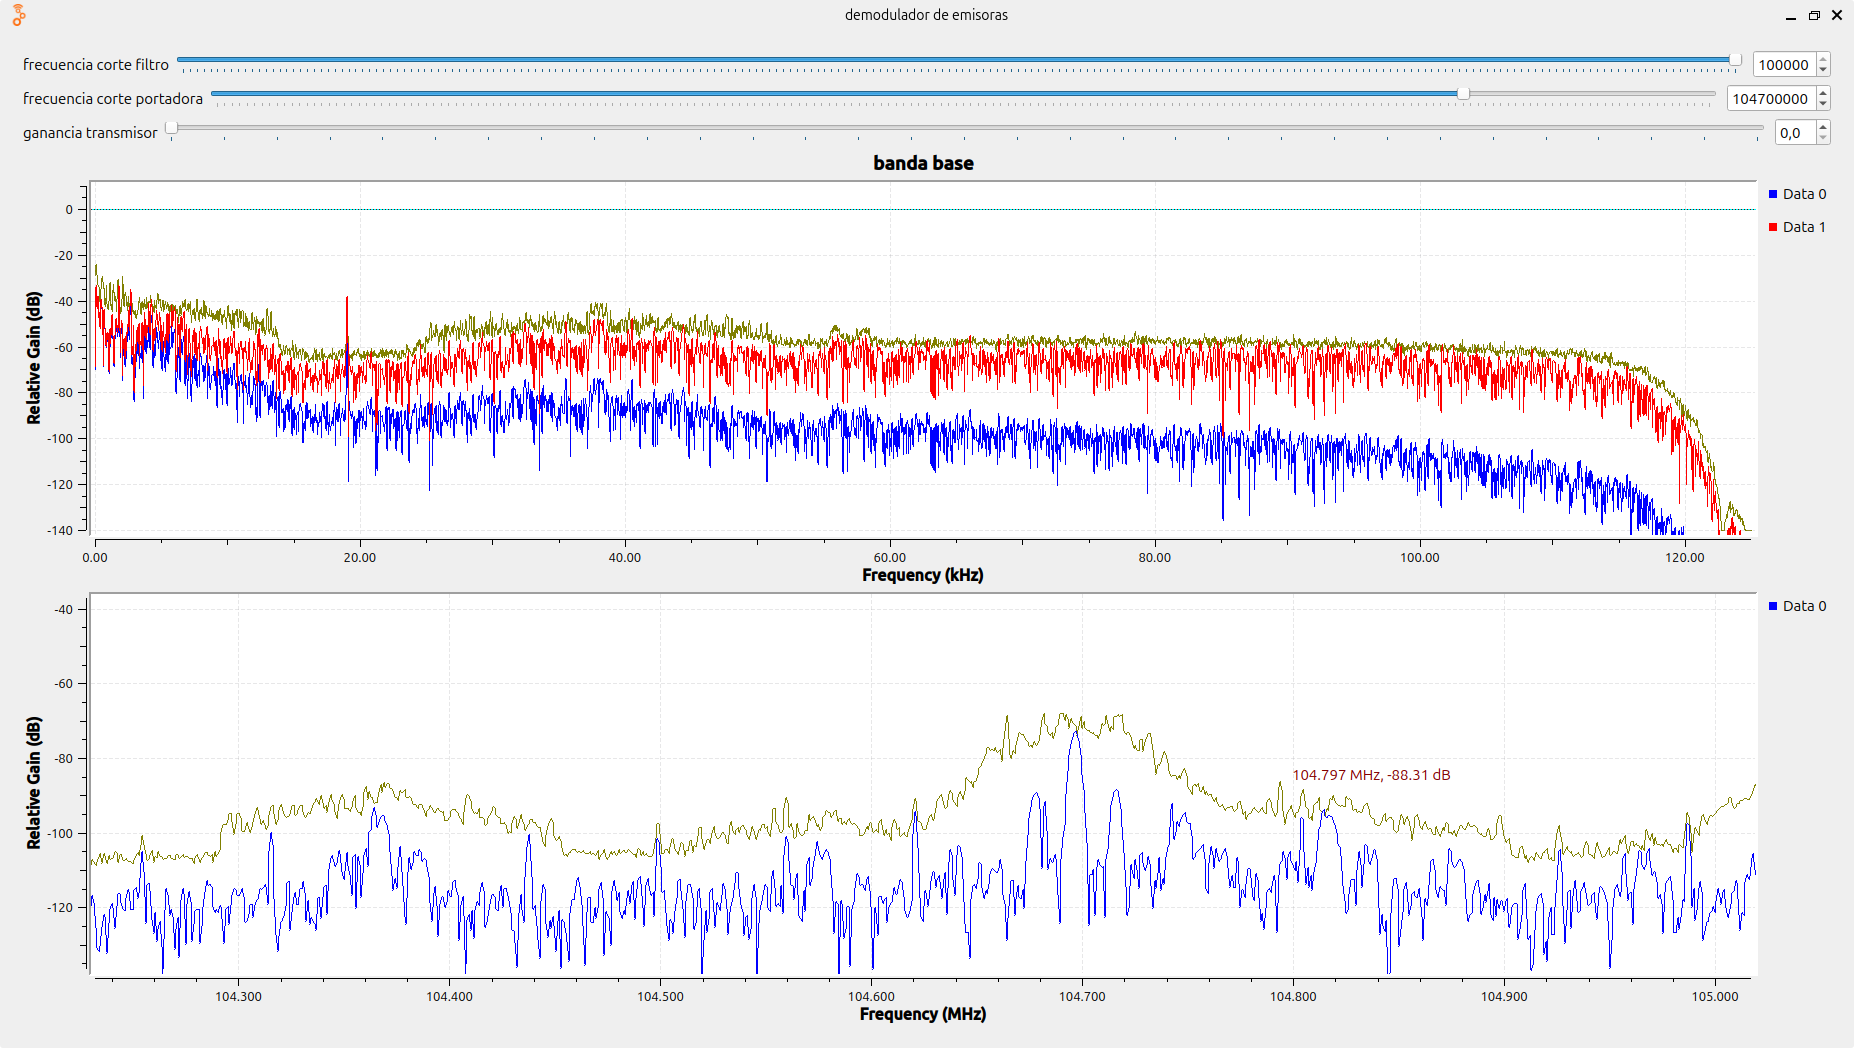 demodulador de emisoras
frecuencia corte filtro 100000
frecuencia corte portadora 104700000
ganancia transmisor 0,0
banda base
Relative Gain (dB)
0
-20
-40
-60
-80
-100
-120
-140
0.00 20.00 40.00 60.00 80.00 100.00 120.00
Frequency (kHz)
Data 0
Data 1
Relative Gain (dB)
-40
-60
-80
-100
-120
104.797 MHz, -88.31 dB
104.300 104.400 104.500 104.600 104.700 104.800 104.900 105.000
Frequency (MHz)
Data 0